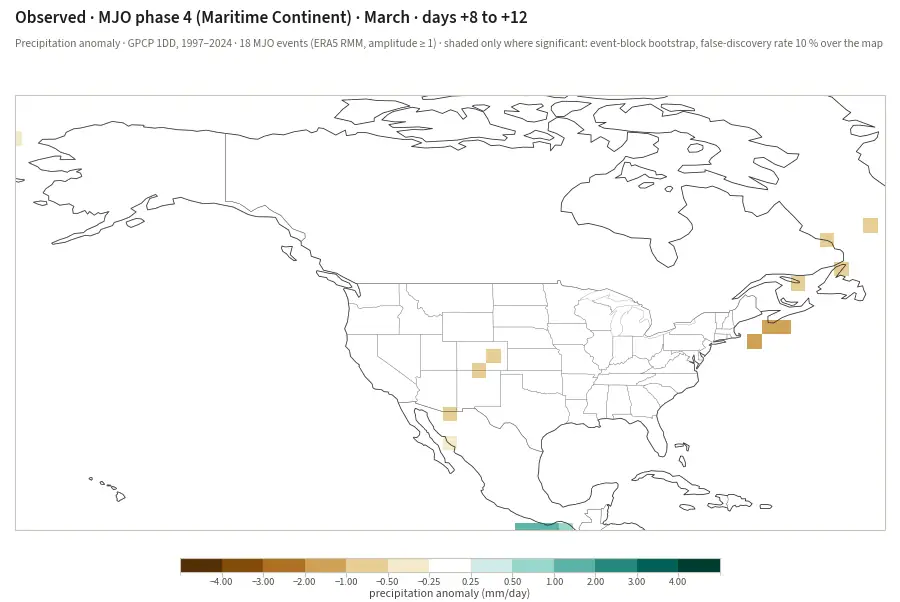 Observed · MJO phase 4 (Maritime Continent) · March · days +8 to +12
Precipitation anomaly · GPCP 1DD, 1997–2024 · 18 MJO events (ERA5 RMM, amplitude ≥ 1) · shaded only where significant: event-block bootstrap, false-discovery rate 10 % over the map
−4.00 −3.00 −2.00 −1.00 −0.50 −0.25 0.25 0.50 1.00 2.00 3.00 4.00
precipitation anomaly (mm/day)